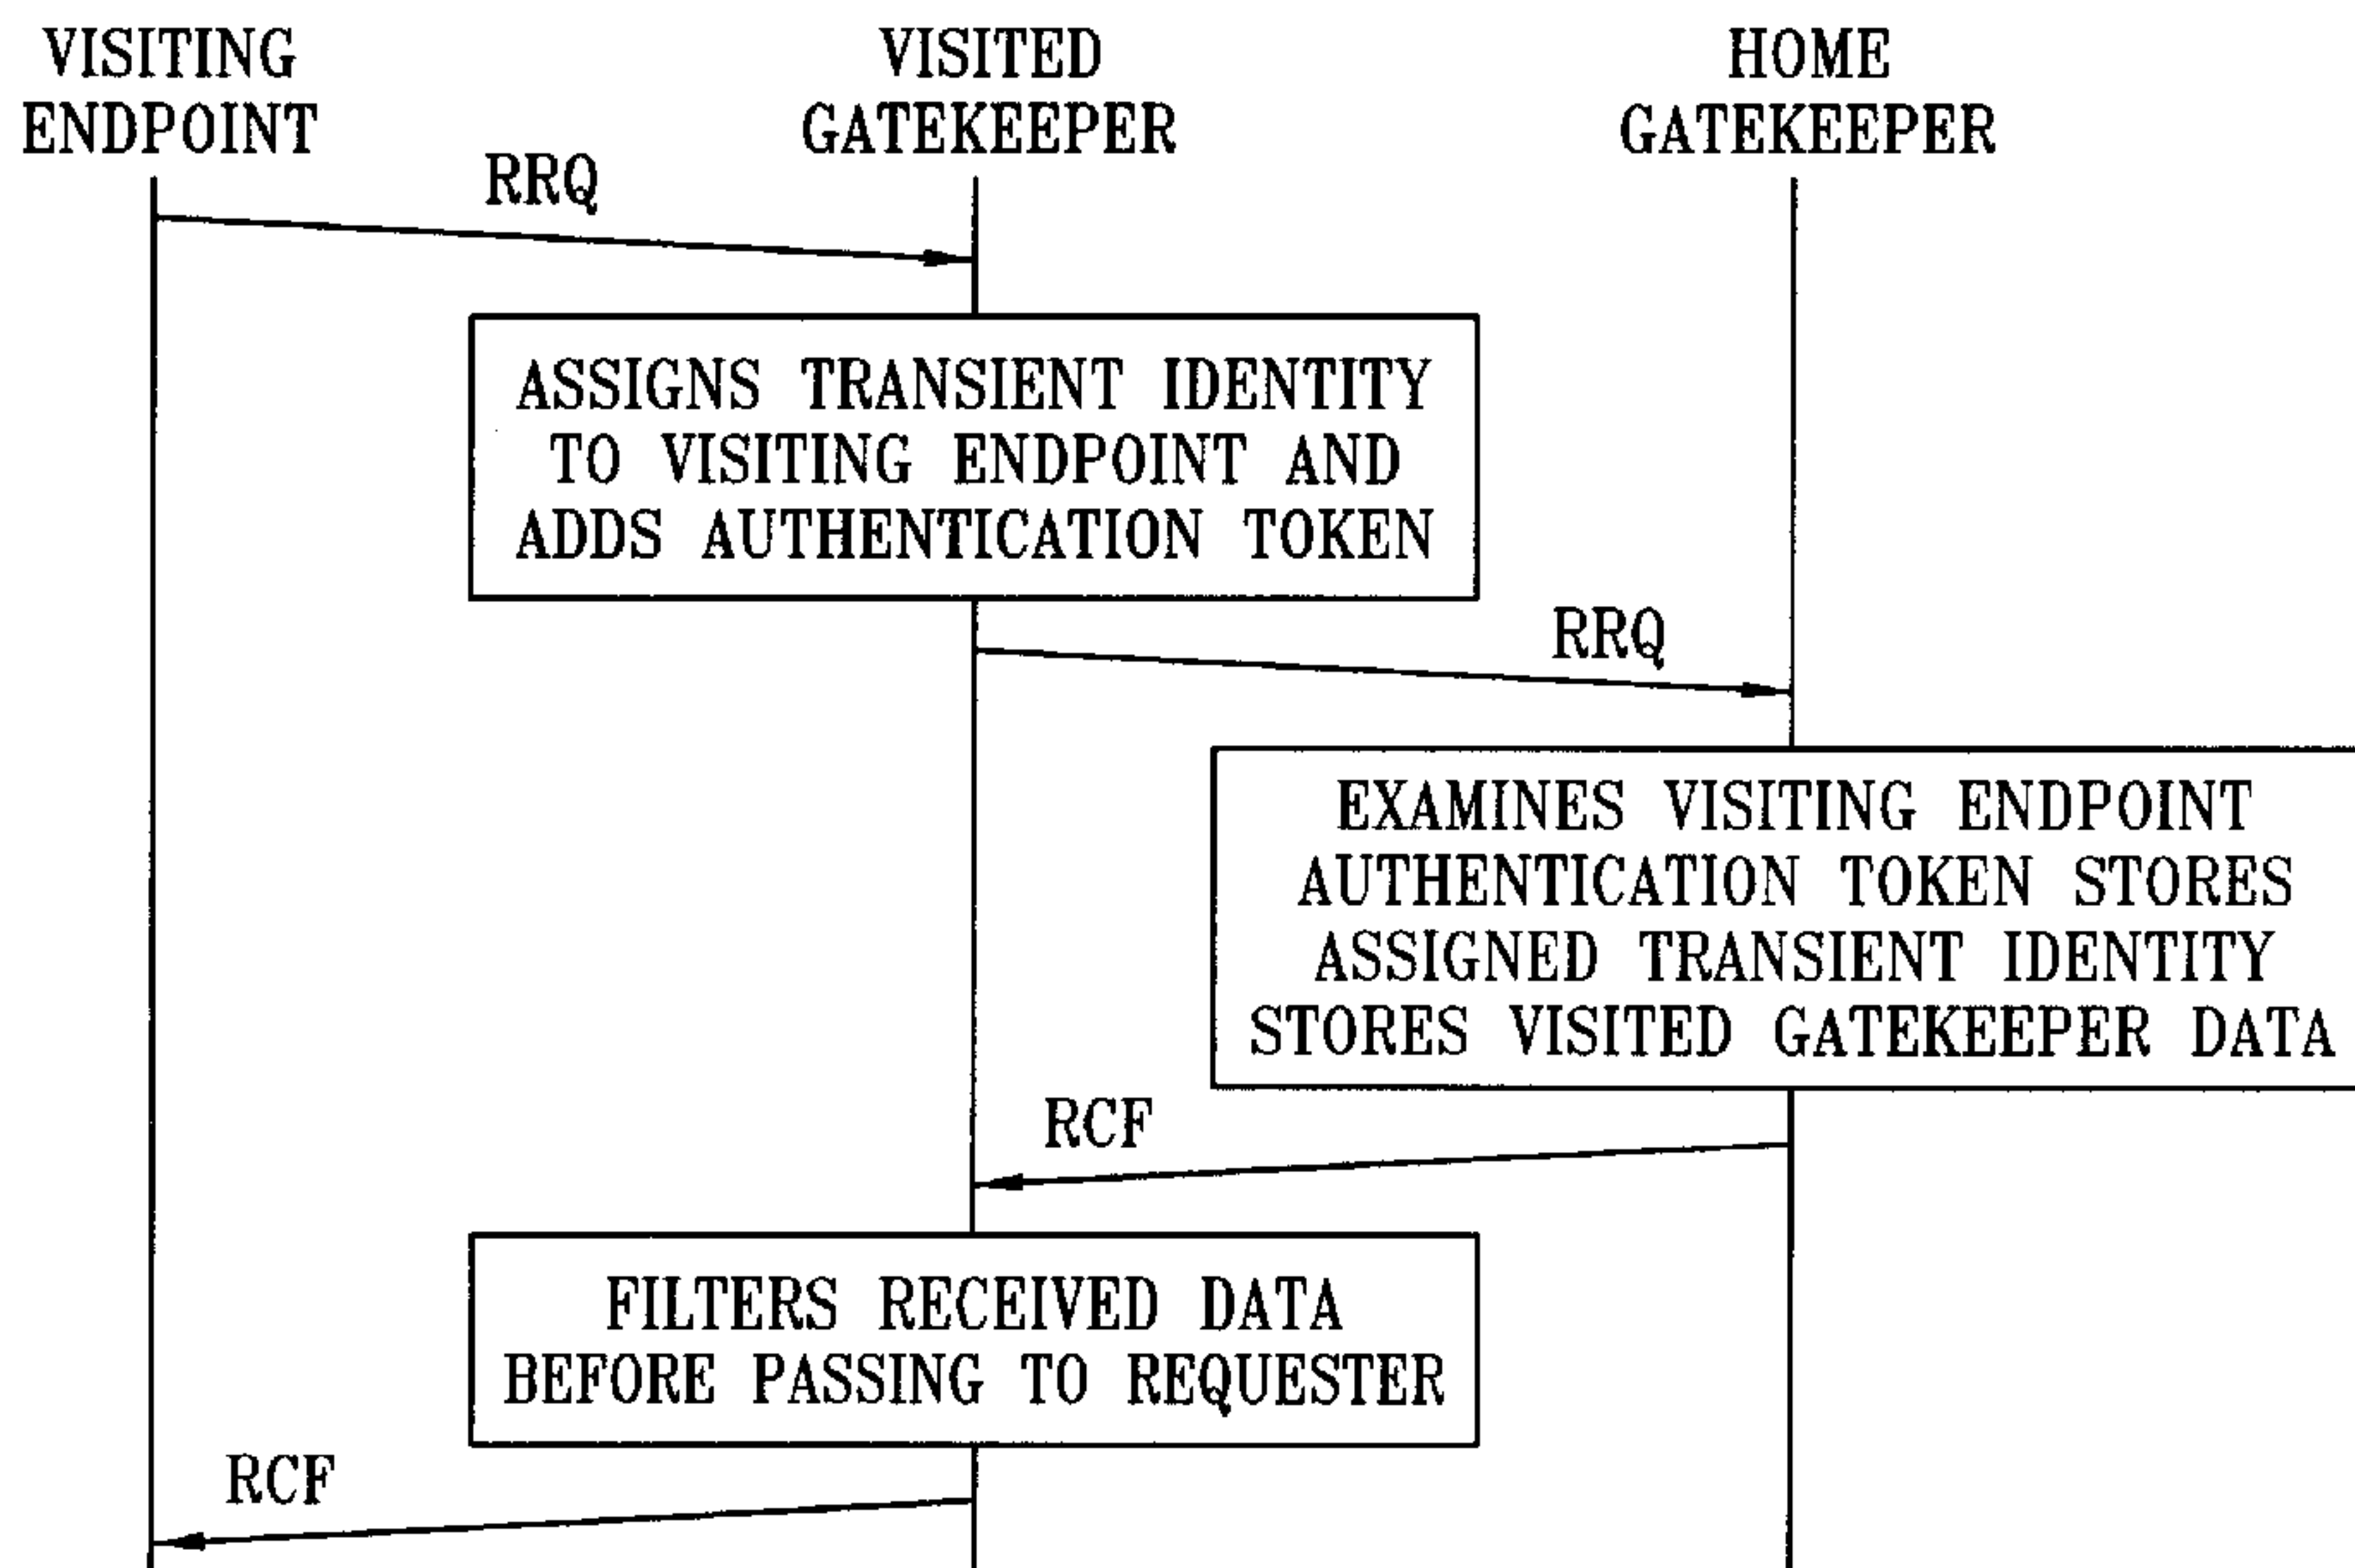 VISITING
ENDPOINT
VISITED
GATEKEEPER
HOME
GATEKEEPER
RRQ
ASSIGNS TRANSIENT IDENTITY
TO VISITING ENDPOINT AND
ADDS AUTHENTICATION TOKEN
RRQ
EXAMINES VISITING ENDPOINT
AUTHENTICATION TOKEN STORES
ASSIGNED TRANSIENT IDENTITY
STORES VISITED GATEKEEPER DATA
RCF
FILTERS RECEIVED DATA
BEFORE PASSING TO REQUESTER
RCF